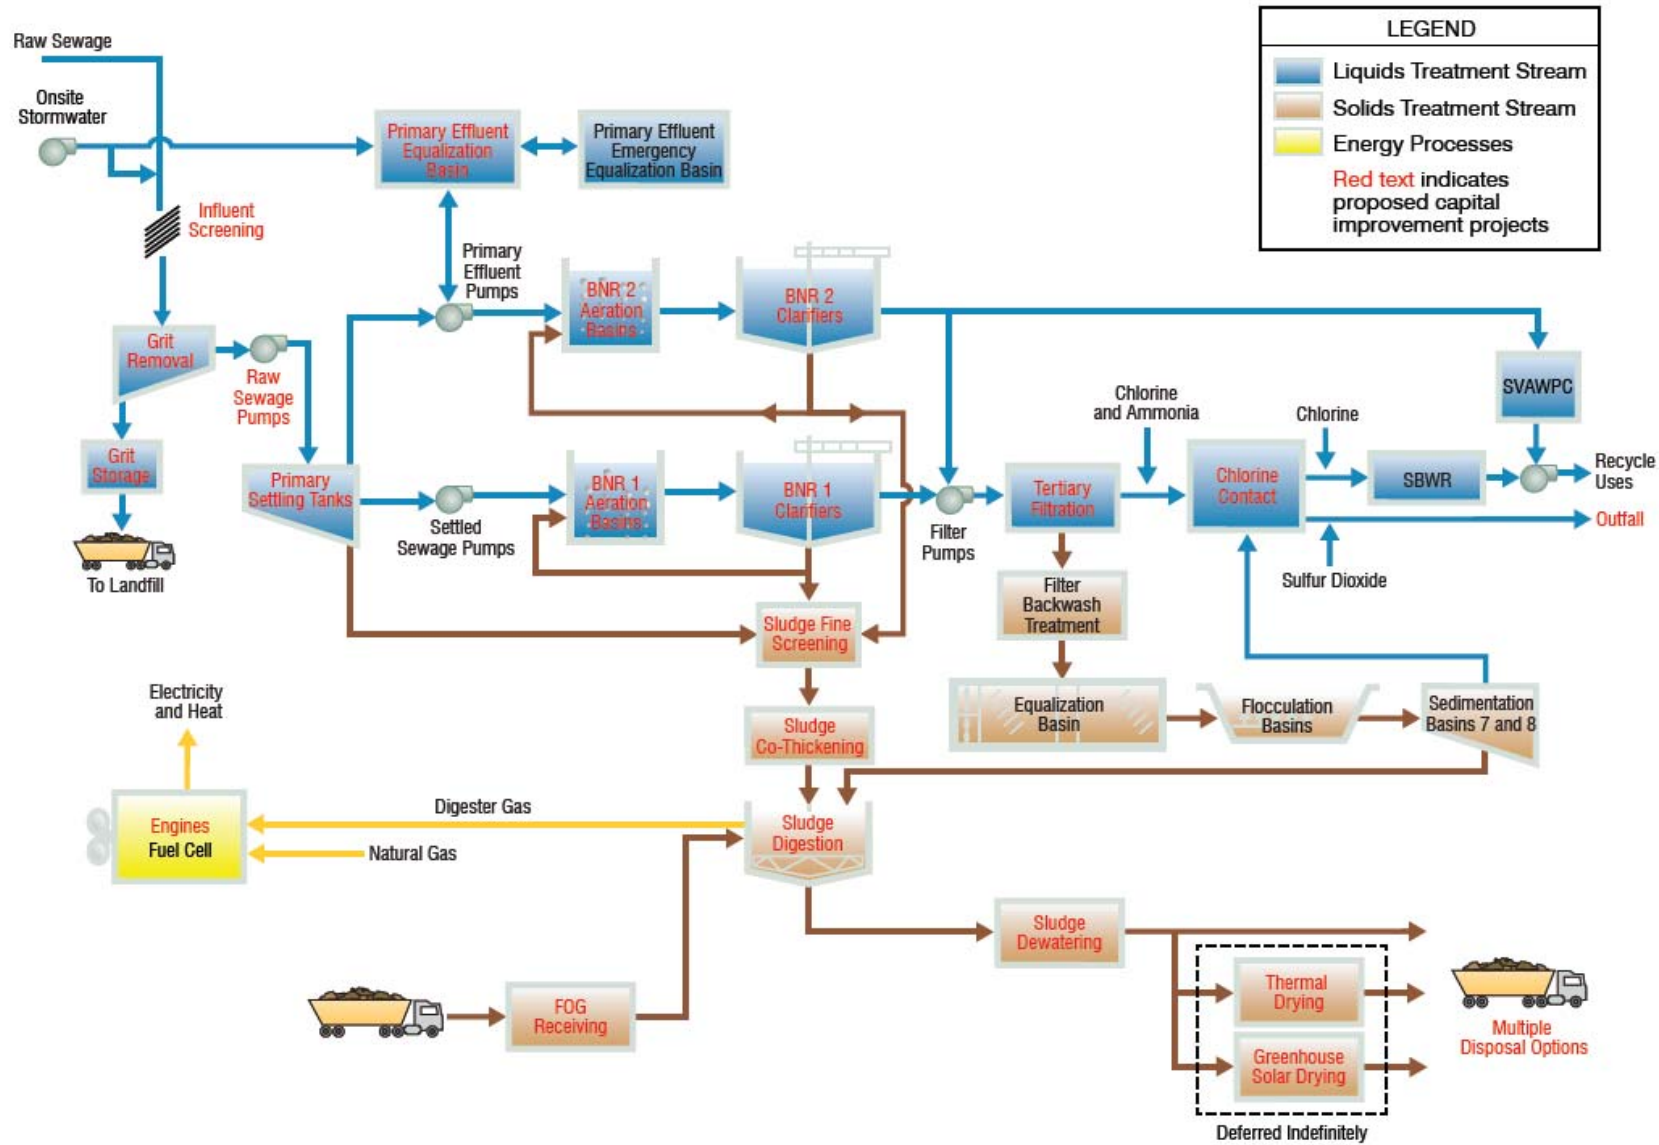 LEGEND
Liquids Treatment Stream
Solids Treatment Stream
Energy Processes
Red text indicates
proposed capital
improvement projects
Raw Sewage
Onsite
Stormwater
Primary Effluent
Equalization
Basin
Primary Effluent
Emergency
Equalization Basin
Influent
Screening
Primary
Effluent
Pumps
BNR 2
Aeration
Basins
BNR 2
Clarifiers
Grit
Removal
Raw
Sewage
Pumps
SVAWPC
Chlorine
and Ammonia
Chlorine
Grit
Storage
Primary
Settling Tanks
Settled
Sewage Pumps
BNR 1
Aeration
Basins
BNR 1
Clarifiers
Filter
Pumps
Tertiary
Filtration
Chlorine
Contact
SBWR
Recycle
Uses
Outfall
To Landfill
Sulfur Dioxide
Filter
Backwash
Treatment
Sludge Fine
Screening
Equalization
Basin
Flocculation
Basins
Sedimentation
Basins 7 and 8
Sludge
Co-Thickening
Electricity
and Heat
Digester Gas
Engines
Fuel Cell
Natural Gas
Sludge
Digestion
Sludge
Dewatering
FOG
Receiving
Thermal
Drying
Greenhouse
Solar Drying
Multiple
Disposal Options
Deferred Indefinitely